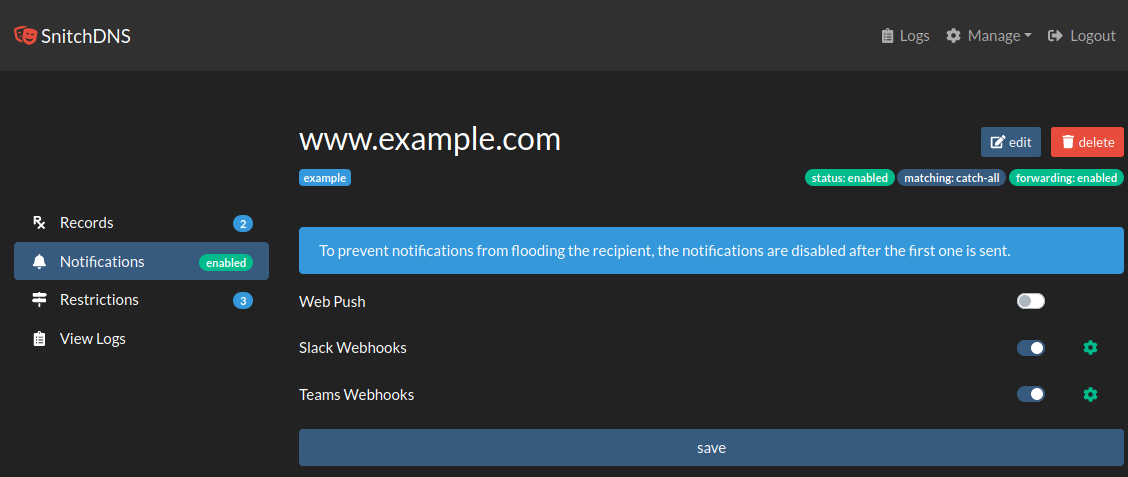 SnitchDNS
Logs Manage Logout
www.example.com
edit delete
example
status: enabled matching: catch-all forwarding: enabled
Records 2
Notifications enabled
Restrictions 3
View Logs
To prevent notifications from flooding the recipient, the notifications are disabled after the first one is sent.
Web Push
Slack Webhooks
Teams Webhooks
save